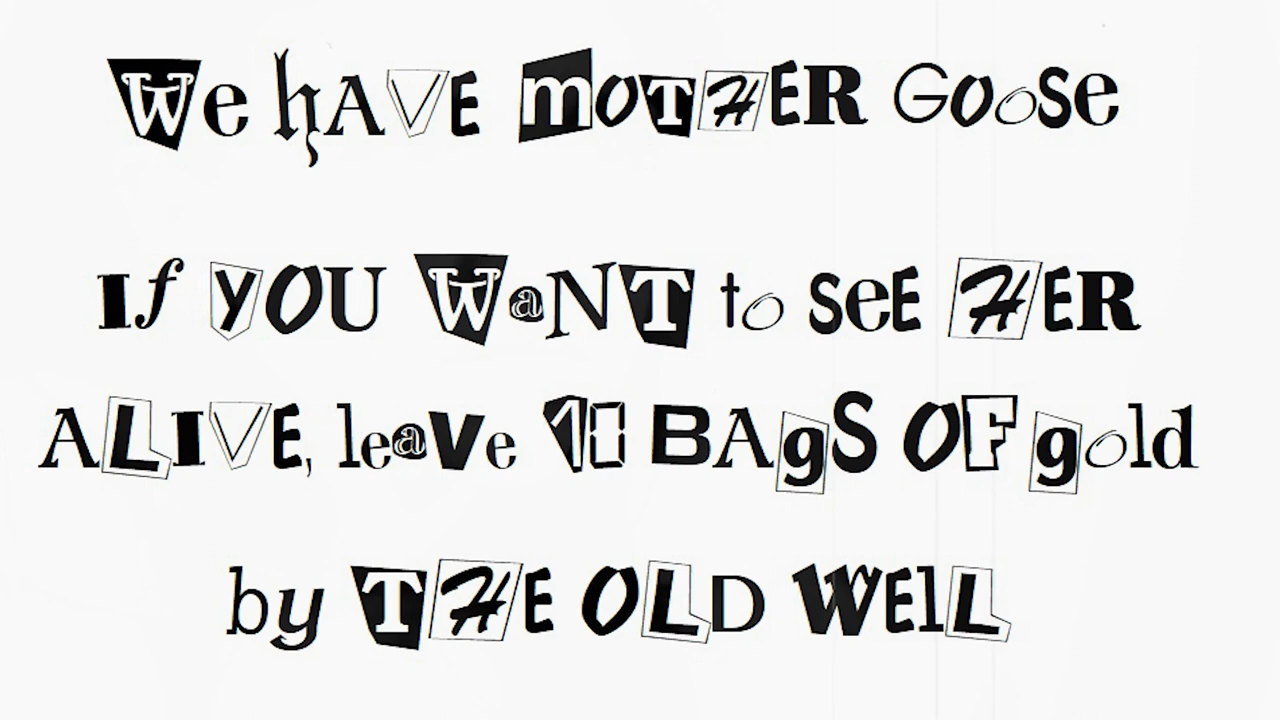 We hAVE mOTHER Goose
If yOU WaNT to seE HER
ALIVE, leave 10 BAgS OF gold
by THE OLD WElL